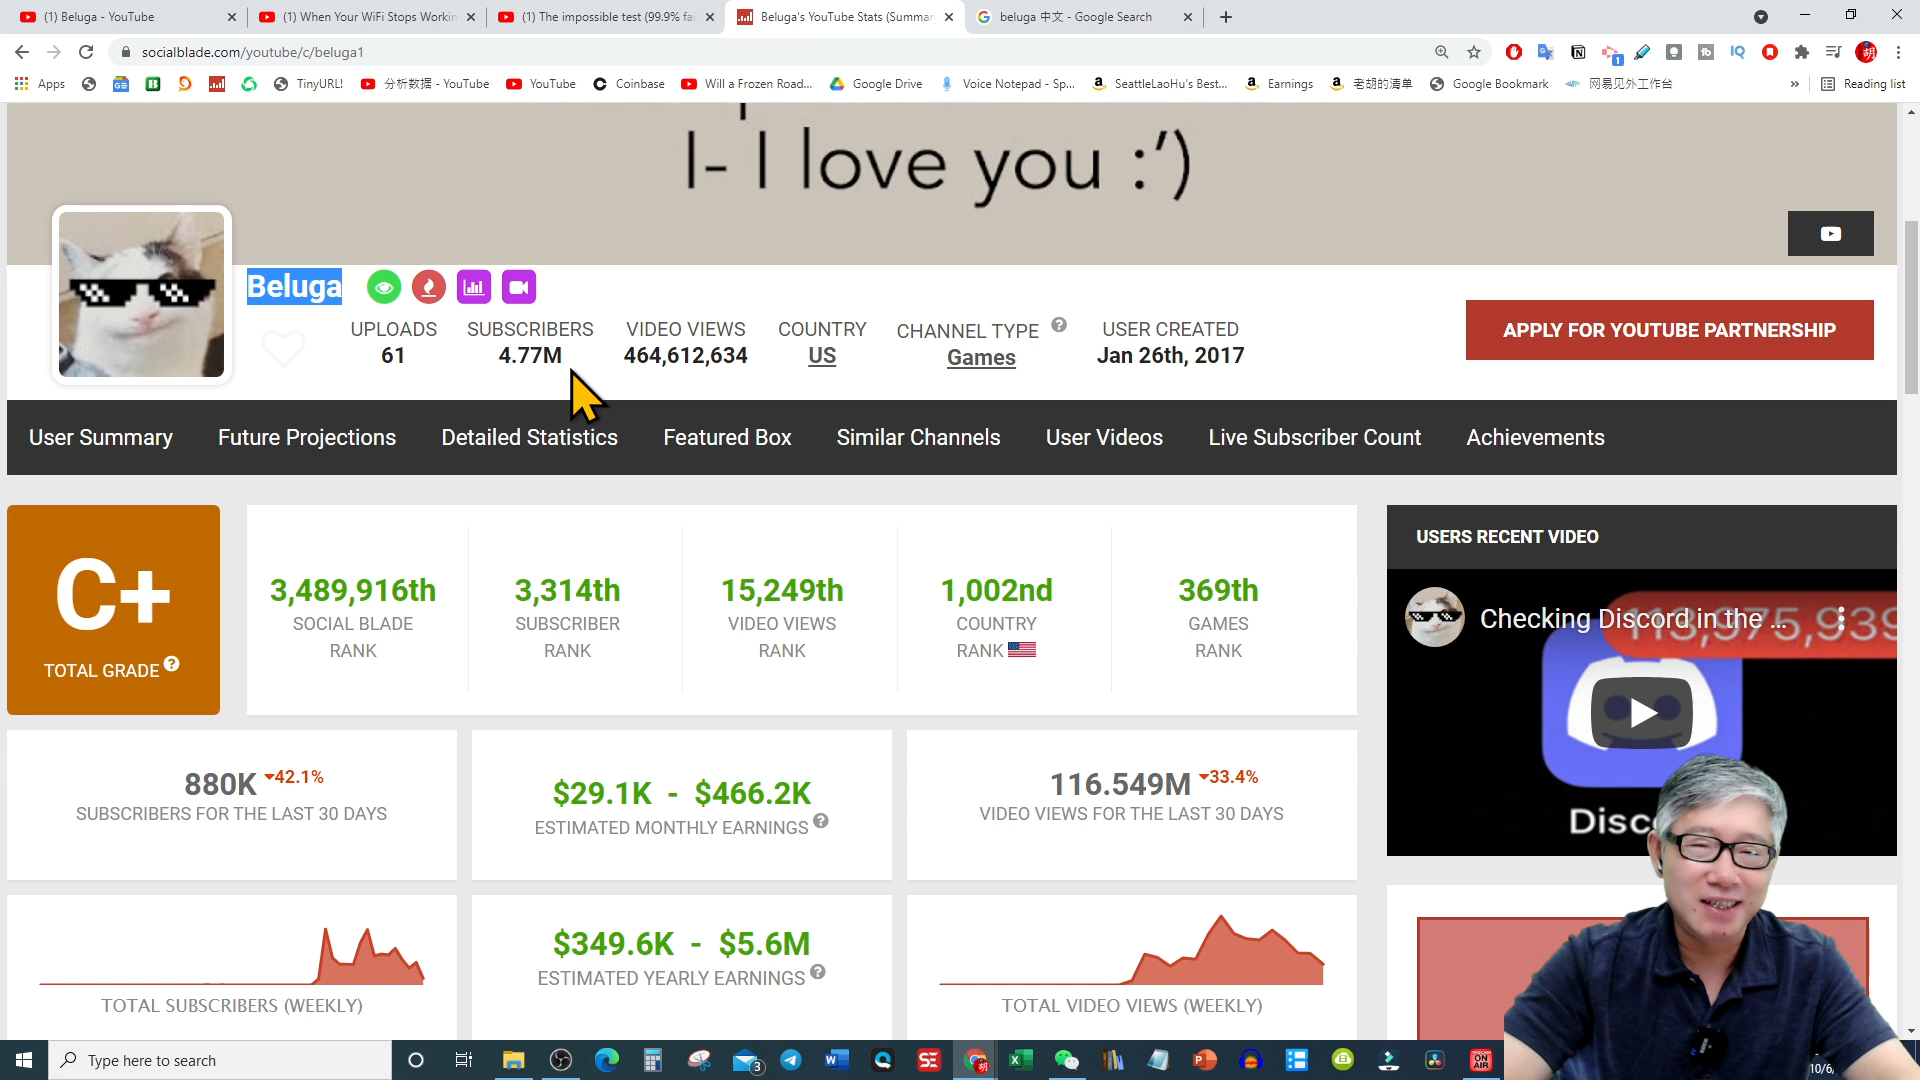 (1) Beluga - YouTube
(1) When Your WiFi Stops Workin
(1) The impossible test (99.9% fai
Beluga's YouTube Stats (Summar
beluga 中文 - Google Search
socialblade.com/youtube/c/beluga1
Apps
TinyURL!
分析数据 - YouTube
YouTube
Coinbase
Will a Frozen Road...
Google Drive
Voice Notepad - Sp...
SeattleLaoHu's Best...
Earnings
老胡的清单
Google Bookmark
网易见外工作台
»
Reading list
I- I love you :')
Beluga
UPLOADS
61
SUBSCRIBERS
4.77M
VIDEO VIEWS
464,612,634
COUNTRY
US
CHANNEL TYPE
Games
USER CREATED
Jan 26th, 2017
APPLY FOR YOUTUBE PARTNERSHIP
User Summary
Future Projections
Detailed Statistics
Featured Box
Similar Channels
User Videos
Live Subscriber Count
Achievements
C+
TOTAL GRADE
3,489,916th
SOCIAL BLADE
RANK
3,314th
SUBSCRIBER
RANK
15,249th
VIDEO VIEWS
RANK
1,002nd
COUNTRY
RANK
369th
GAMES
RANK
USERS RECENT VIDEO
Checking Discord in the ...
Disc
880K 42.1%
SUBSCRIBERS FOR THE LAST 30 DAYS
$29.1K - $466.2K
ESTIMATED MONTHLY EARNINGS
116.549M 33.4%
VIDEO VIEWS FOR THE LAST 30 DAYS
TOTAL SUBSCRIBERS (WEEKLY)
$349.6K - $5.6M
ESTIMATED YEARLY EARNINGS
TOTAL VIDEO VIEWS (WEEKLY)
Type here to search
3
SE
ON AIR
10/6/